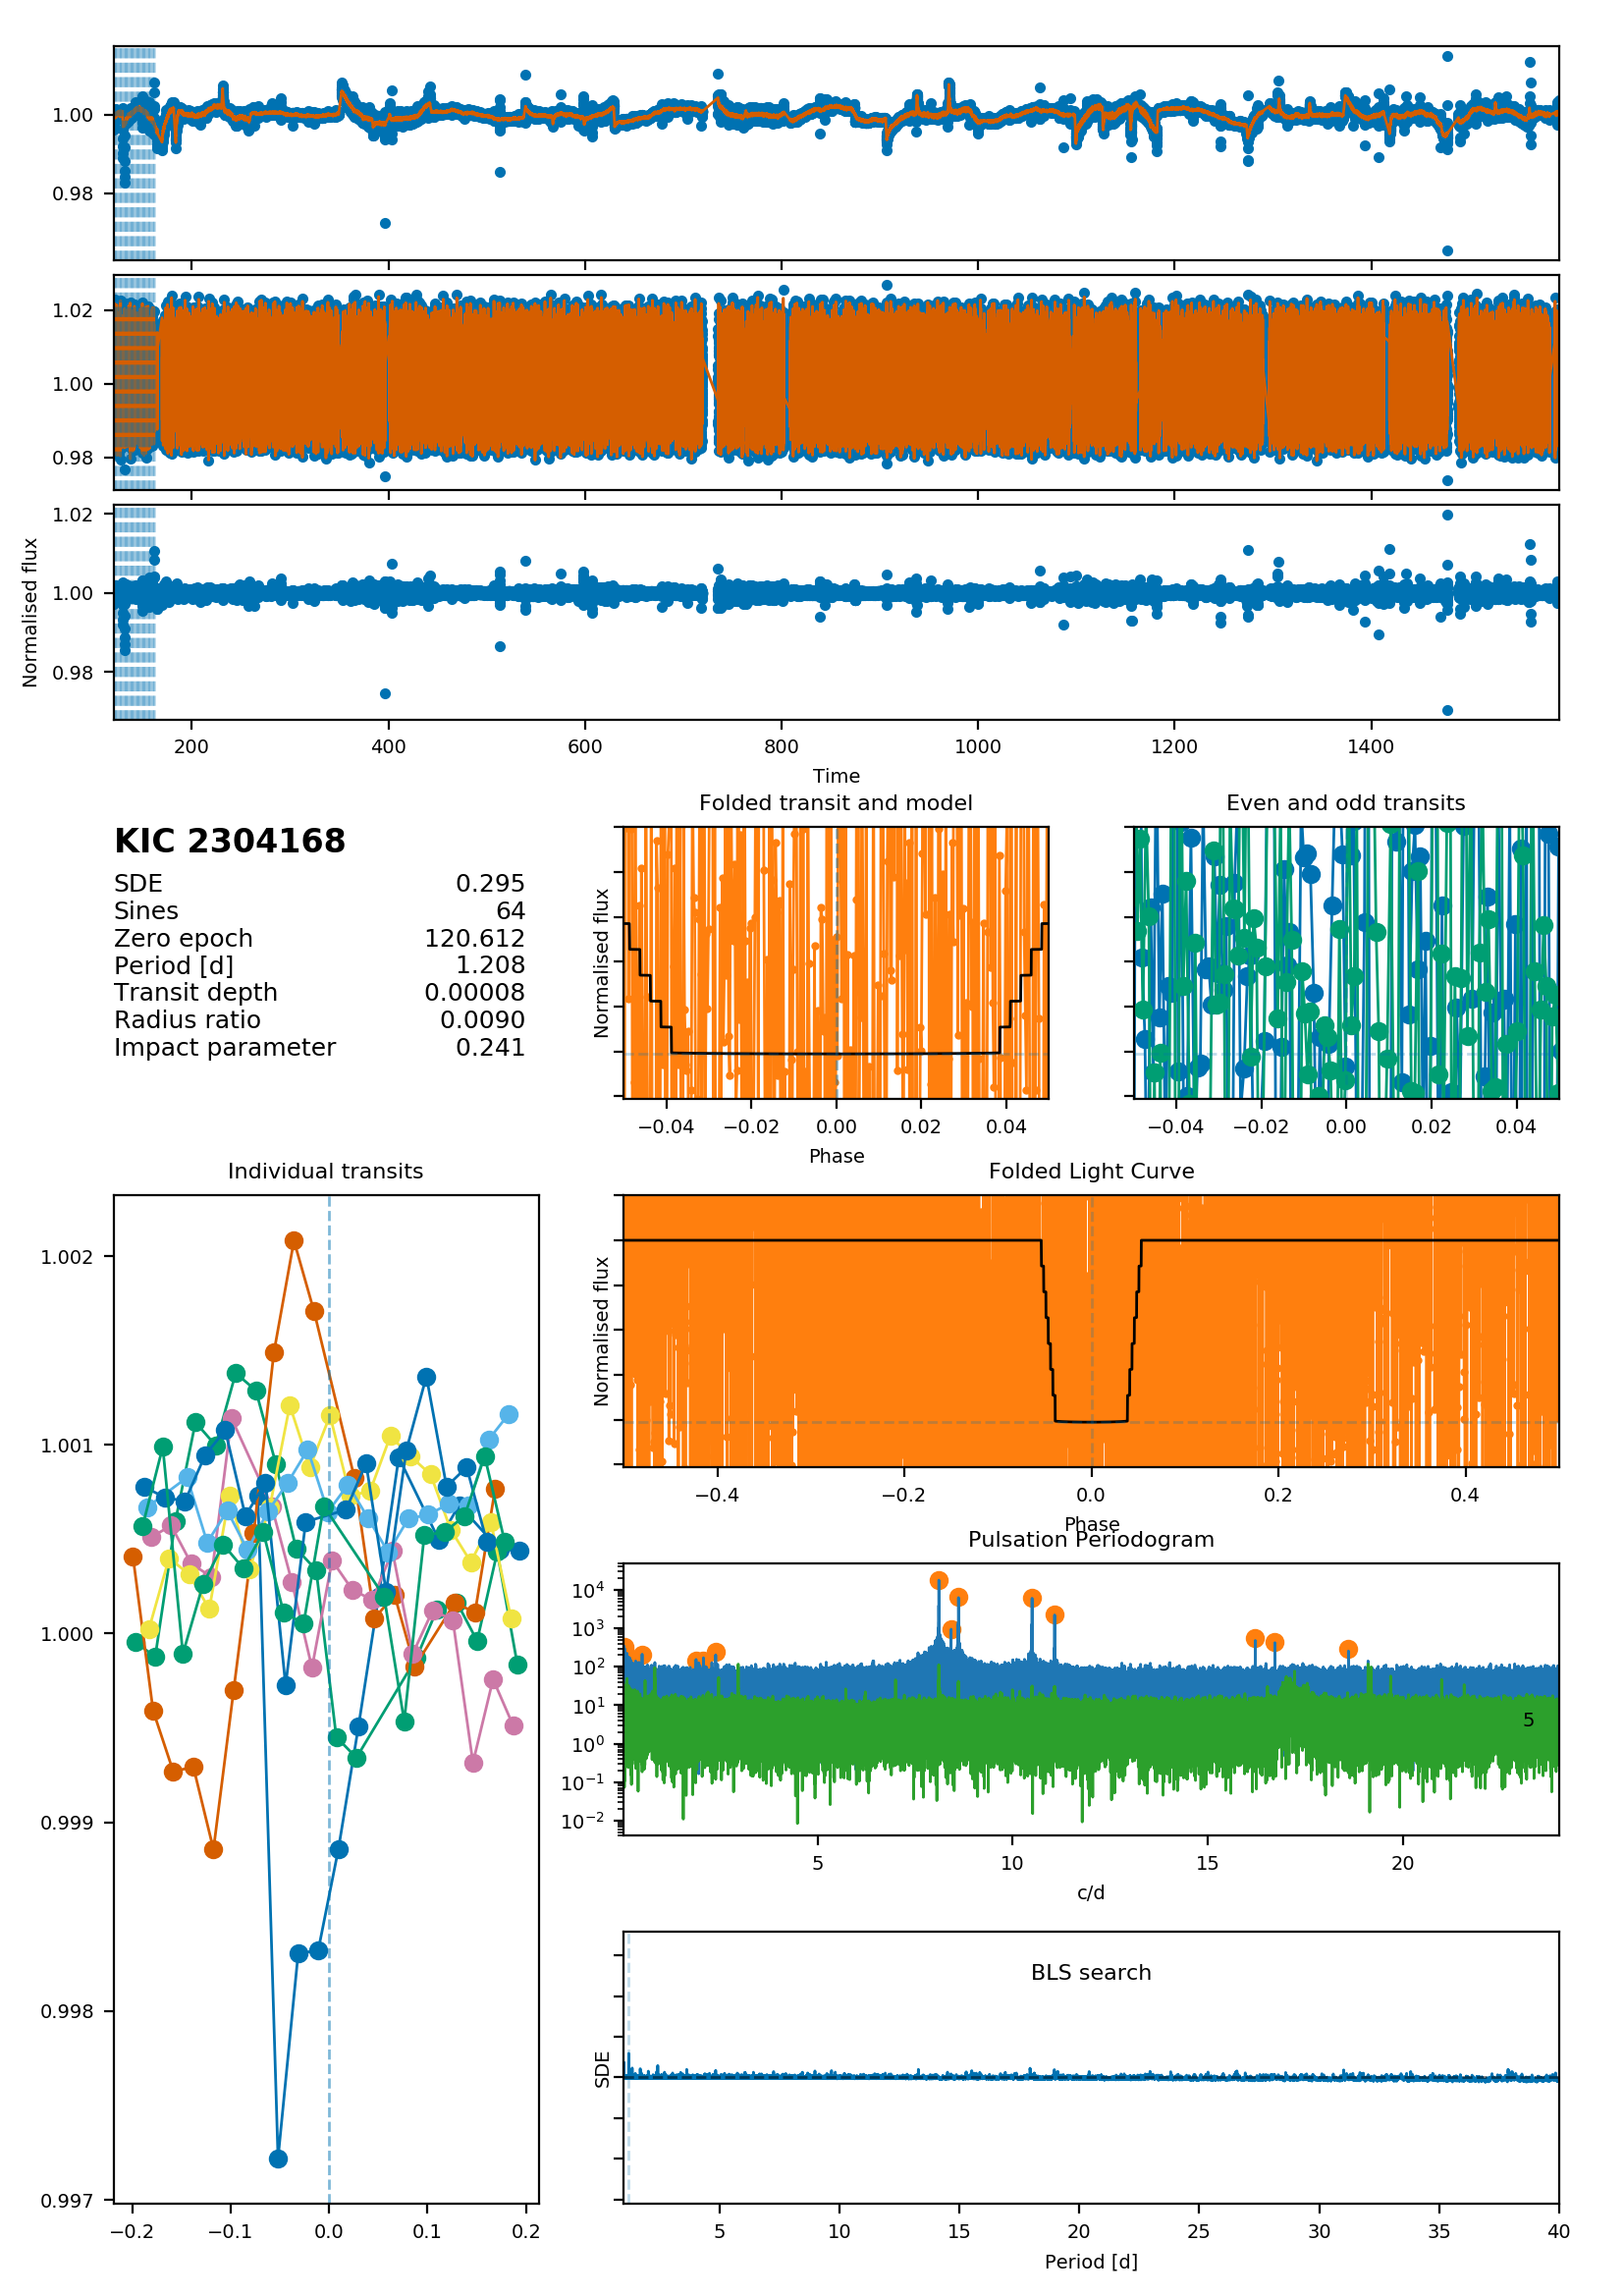 1.00
0.98
1.02
1.00
0.98
1.02
1.00
0.98
Normalised flux
200 400 600 800 1000 1200 1400
Time
KIC 2304168
SDE 0.295
Sines 64
Zero epoch 120.612
Period [d] 1.208
Transit depth 0.00008
Radius ratio 0.0090
Impact parameter 0.241
Folded transit and model
Normalised flux
−0.04 −0.02 0.00 0.02 0.04
Phase
Even and odd transits
−0.04 −0.02 0.00 0.02 0.04
Individual transits
1.002
1.001
1.000
0.999
0.998
0.997
−0.2 −0.1 0.0 0.1 0.2
Folded Light Curve
Normalised flux
−0.4 −0.2 0.0 0.2 0.4
Phase
Pulsation Periodogram
10⁴
10³
10²
10¹
10⁰
10⁻¹
10⁻²
5
5 10 15 20
c/d
BLS search
SDE
5 10 15 20 25 30 35 40
Period [d]